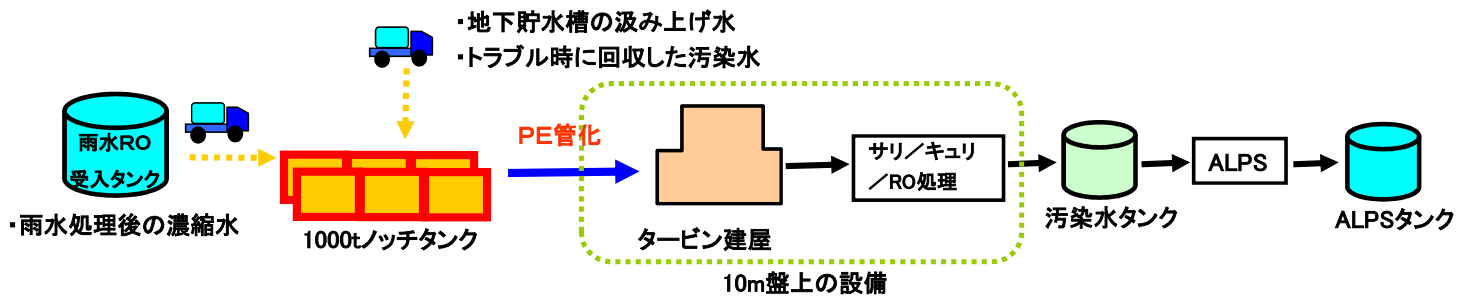 ・地下貯水槽の汲み上げ水
・トラブル時に回収した汚染水
雨水RO
受入タンク
・雨水処理後の濃縮水
1000tノッチタンク
PE管化
タービン建屋
サリ／キュリ
／RO処理
10m盤上の設備
汚染水タンク
ALPS
ALPSタンク